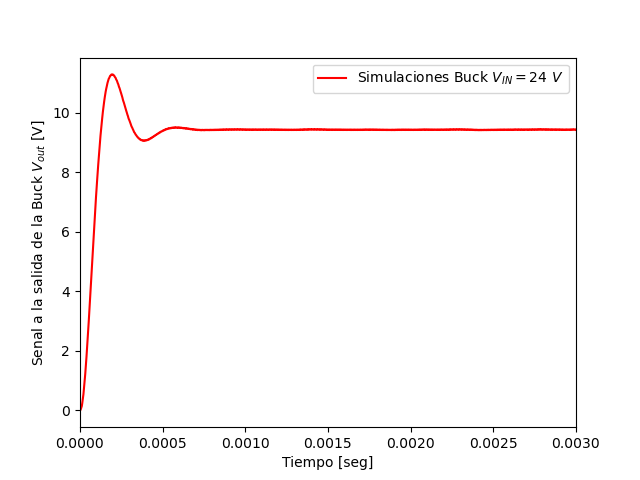 Simulaciones Buck $V_{IN} = 24\ V$
Senal a la salida de la Buck $V_{out}$ [V]
10
8
6
4
2
0
0.0000 0.0005 0.0010 0.0015 0.0020 0.0025 0.0030
Tiempo [seg]